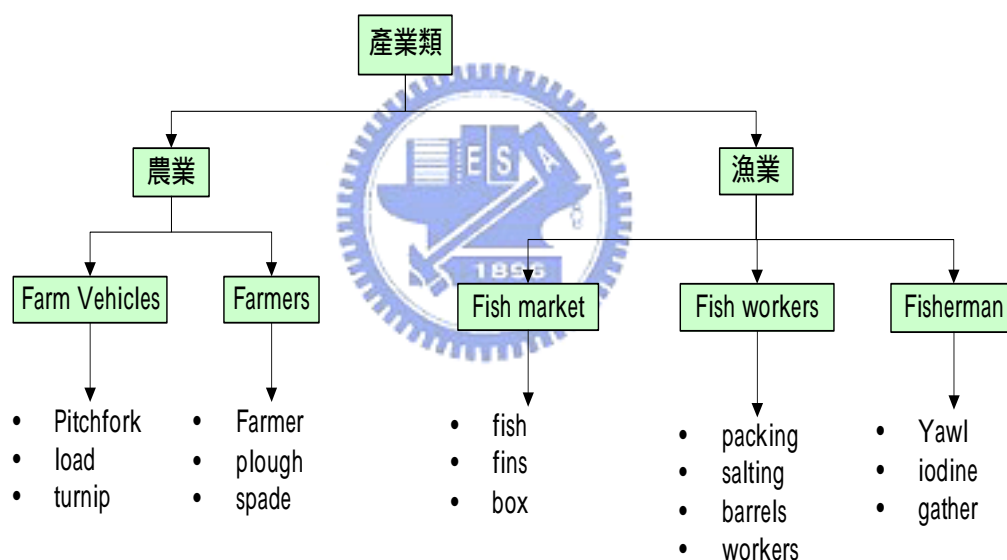 產業類
農業
漁業
Farm Vehicles
Farmers
Fish market
Fish workers
Fisherman
• Pitchfork
• load
• turnip
• Farmer
• plough
• spade
• fish
• fins
• box
• packing
• salting
• barrels
• workers
• Yawl
• iodine
• gather
E S A
1896